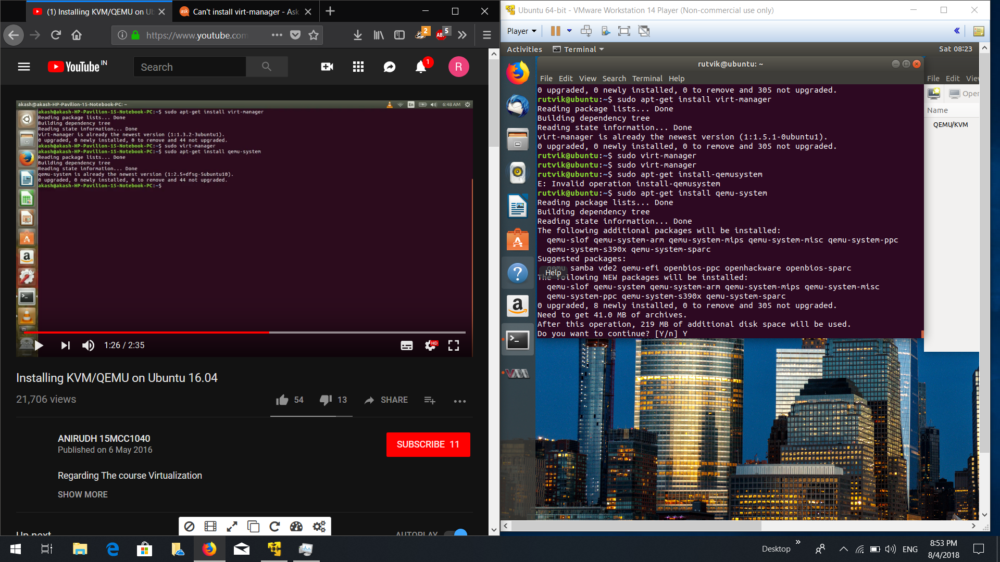 (1) Installing KVM/QEMU on Ub
Can't install virt-manager - Ask
https://www.youtube.com
2
ABP
5
YouTube IN
Search
1
R
akash@akash-HP-Pavilion-15-Notebook-PC: ~
En
6:48 AM
akash@akash-HP-Pavilion-15-Notebook-PC:~$ sudo apt-get install virt-manager
Reading package lists... Done
Building dependency tree
Reading state information... Done
virt-manager is already the newest version (1:1.3.2-3ubuntu1).
0 upgraded, 0 newly installed, 0 to remove and 44 not upgraded.
akash@akash-HP-Pavilion-15-Notebook-PC:~$ sudo virt-manager
akash@akash-HP-Pavilion-15-Notebook-PC:~$ sudo apt-get install qemu-system
Reading package lists... Done
Building dependency tree
Reading state information... Done
qemu-system is already the newest version (1:2.5+dfsg-5ubuntu10).
0 upgraded, 0 newly installed, 0 to remove and 44 not upgraded.
akash@akash-HP-Pavilion-15-Notebook-PC:~$
1:26 / 2:35
HD
Installing KVM/QEMU on Ubuntu 16.04
21,706 views
54
13
SHARE
ANIRUDH 15MCC1040
Published on 6 May 2016
SUBSCRIBE 11
Regarding The course Virtualization
SHOW MORE
Up next
AUTOPLAY
Ubuntu 64-bit - VMware Workstation 14 Player (Non-commercial use only)
Player
Activities
Terminal
Sat 08:23
rutvik@ubuntu: ~
File Edit View Search Terminal Help
0 upgraded, 0 newly installed, 0 to remove and 305 not upgraded.
rutvik@ubuntu:~$ sudo apt-get install virt-manager
Reading package lists... Done
Building dependency tree
Reading state information... Done
virt-manager is already the newest version (1:1.5.1-0ubuntu1).
0 upgraded, 0 newly installed, 0 to remove and 305 not upgraded.
rutvik@ubuntu:~$ sudo virt-manager
rutvik@ubuntu:~$ sudo virt-manager
rutvik@ubuntu:~$ sudo apt-get install-qemusystem
E: Invalid operation install-qemusystem
rutvik@ubuntu:~$ sudo apt-get install qemu-system
Reading package lists... Done
Building dependency tree
Reading state information... Done
The following additional packages will be installed:
qemu-slof qemu-system-arm qemu-system-mips qemu-system-misc qemu-system-ppc
qemu-system-s390x qemu-system-sparc
Suggested packages:
qemu samba vde2 qemu-efi openbios-ppc openhackware openbios-sparc
Help
The following NEW packages will be installed:
qemu-slof qemu-system qemu-system-arm qemu-system-mips qemu-system-misc
qemu-system-ppc qemu-system-s390x qemu-system-sparc
0 upgraded, 8 newly installed, 0 to remove and 305 not upgraded.
Need to get 41.0 MB of archives.
After this operation, 219 MB of additional disk space will be used.
Do you want to continue? [Y/n] Y
File Edit View
Open
Name
QEMU/KVM
Desktop
ENG
8:53 PM
8/4/2018